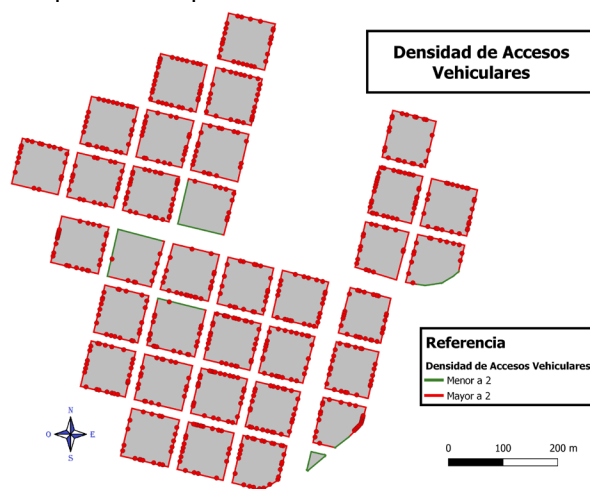 Densidad de Accesos
Vehiculares
Referencia
Densidad de Accesos Vehiculares
Menor a 2
Mayor a 2
N
O E
S
0 100 200 m